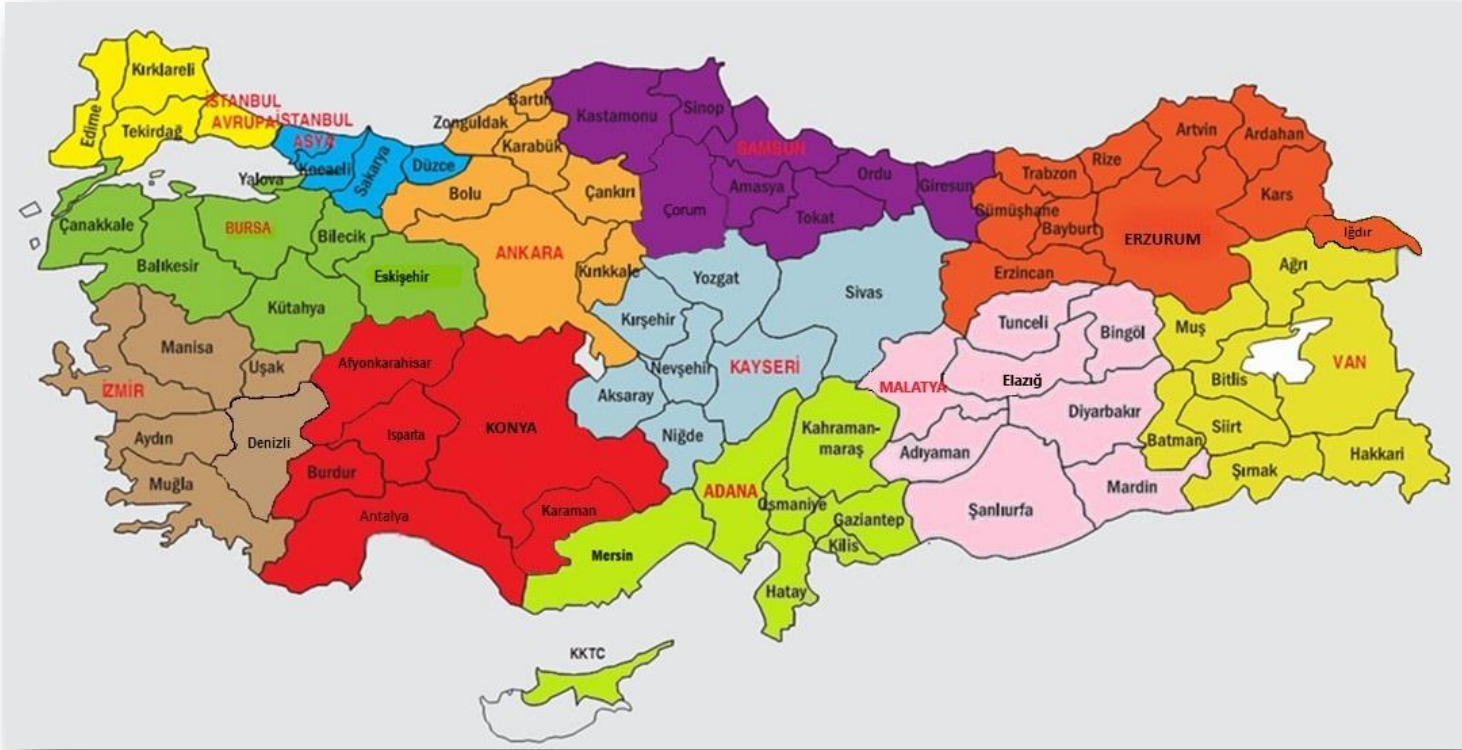 Kırklareli
Edirne
Tekirdağ
İSTANBUL
AVRUPA
İSTANBUL
ASYA
Kocaeli
Sakarya
Düzce
Yalova
Zonguldak
Bartın
Karabük
Bolu
Çankırı
ANKARA
Kırıkkale
Kastamonu
Sinop
SAMSUN
Çorum
Amasya
Tokat
Ordu
Giresun
Trabzon
Rize
Artvin
Ardahan
Gümüşhane
Bayburt
ERZURUM
Kars
Iğdır
Erzincan
Çanakkale
BURSA
Bilecik
Balıkesir
Kütahya
Eskişehir
Yozgat
Sivas
Kırşehir
Nevşehir
KAYSERİ
Aksaray
Niğde
Tunceli
Bingöl
MALATYA
Elazığ
Diyarbakır
Adıyaman
Şanlıurfa
Mardin
Ağrı
Muş
Bitlis
VAN
Batman
Siirt
Şırnak
Hakkari
Manisa
Uşak
İZMİR
Aydın
Denizli
Muğla
Afyonkarahisar
Isparta
KONYA
Burdur
Antalya
Karaman
Kahraman-
maraş
ADANA
Osmaniye
Gaziantep
Kilis
Mersin
Hatay
KKTC